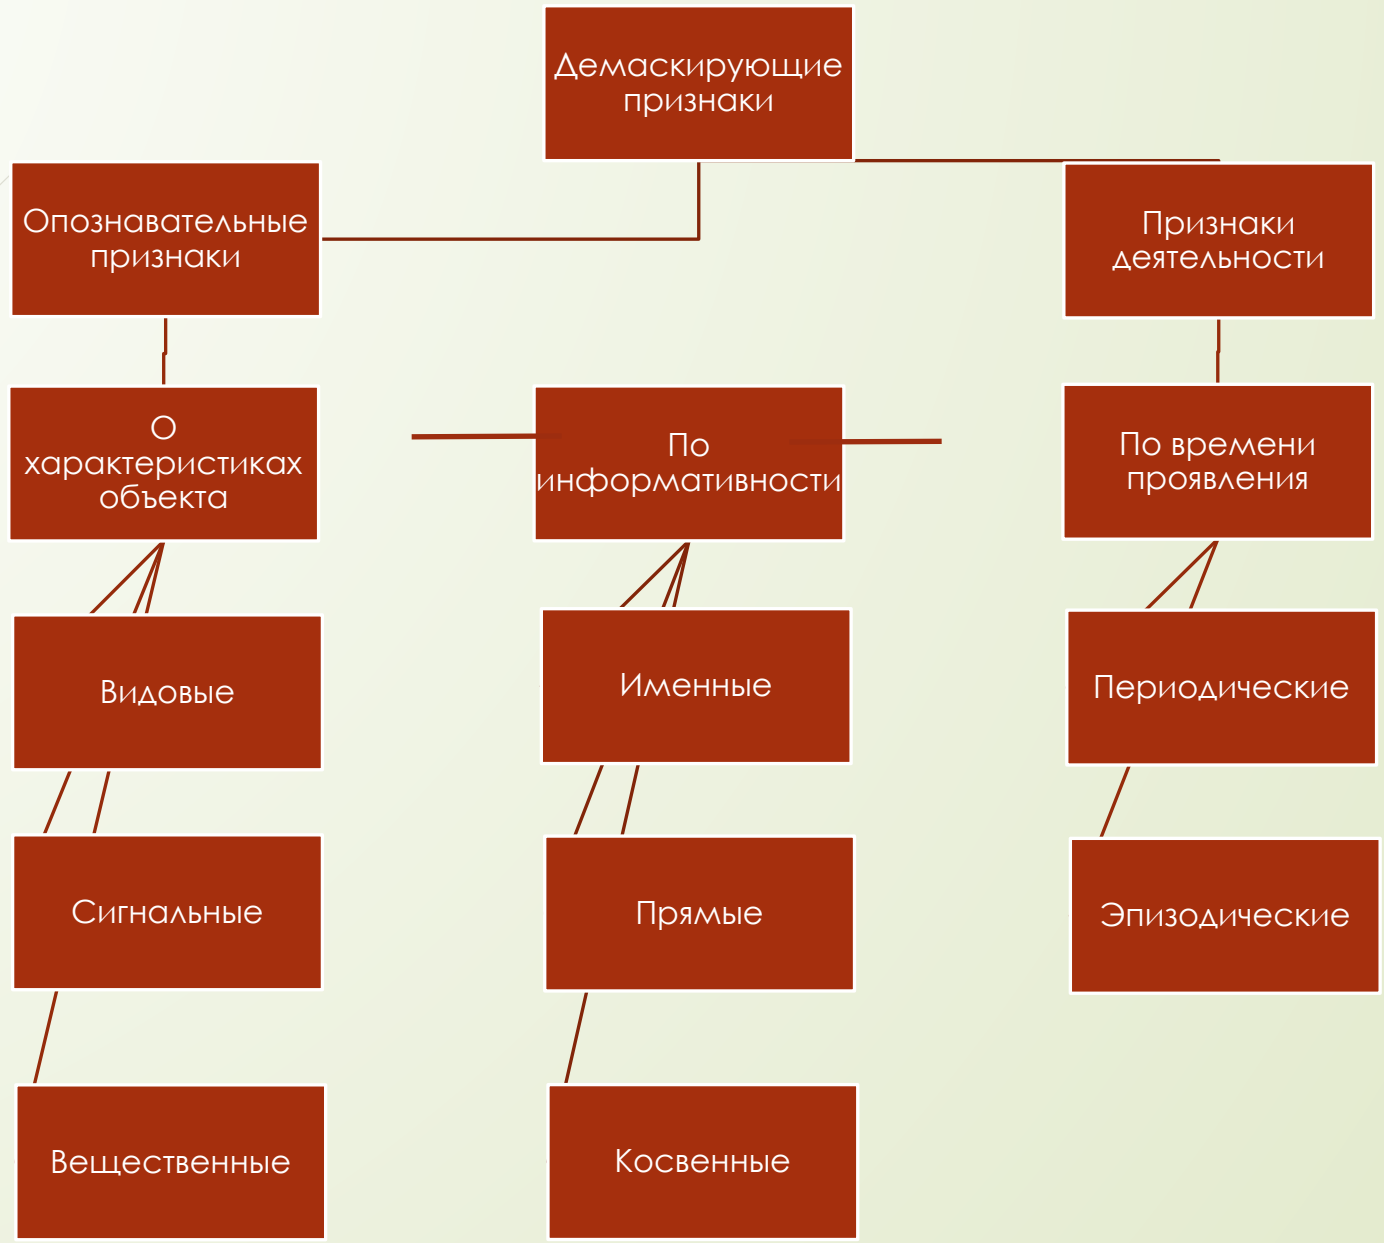 Демаскирующие
признаки
Опознавательные
признаки
Признаки
деятельности
О
характеристиках
объекта
По
информативности
По времени
проявления
Видовые
Именные
Периодические
Сигнальные
Прямые
Эпизодические
Вещественные
Косвенные